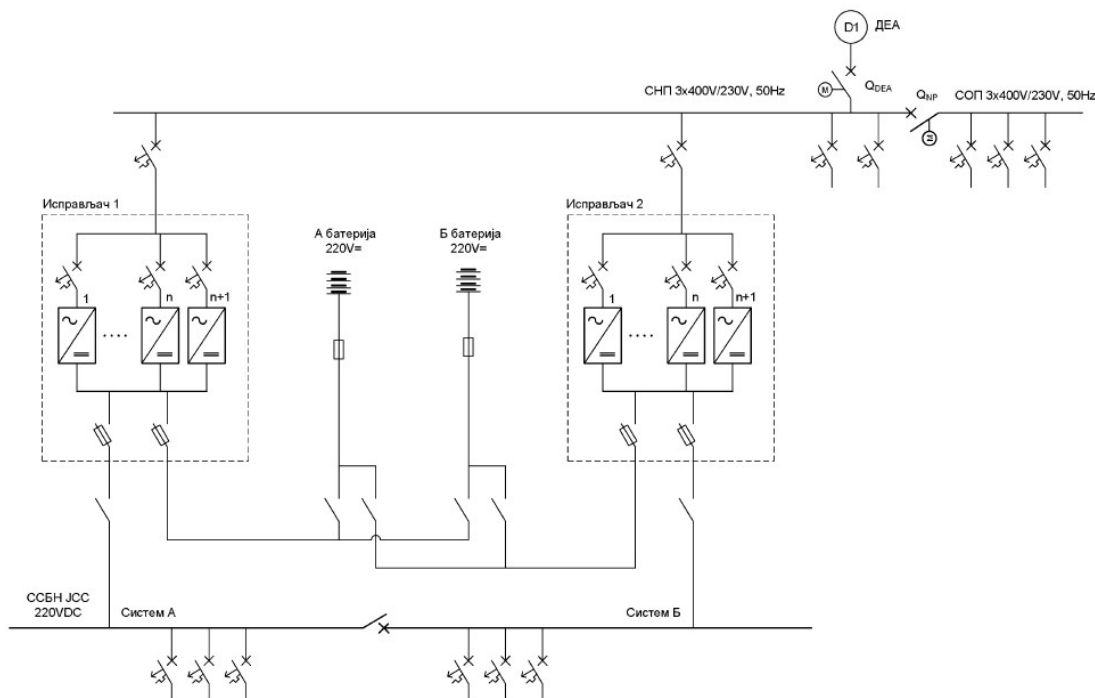 D1 ДЕА
M
QDEA
СНП 3x400V/230V, 50Hz
QNP
СОП 3x400V/230V, 50Hz
M
Исправљач 1
А батерија
220V=
Б батерија
220V=
Исправљач 2
1
n
n+1
1
n
n+1
ССБН ЈСС
220VDC
Систем А
Систем Б